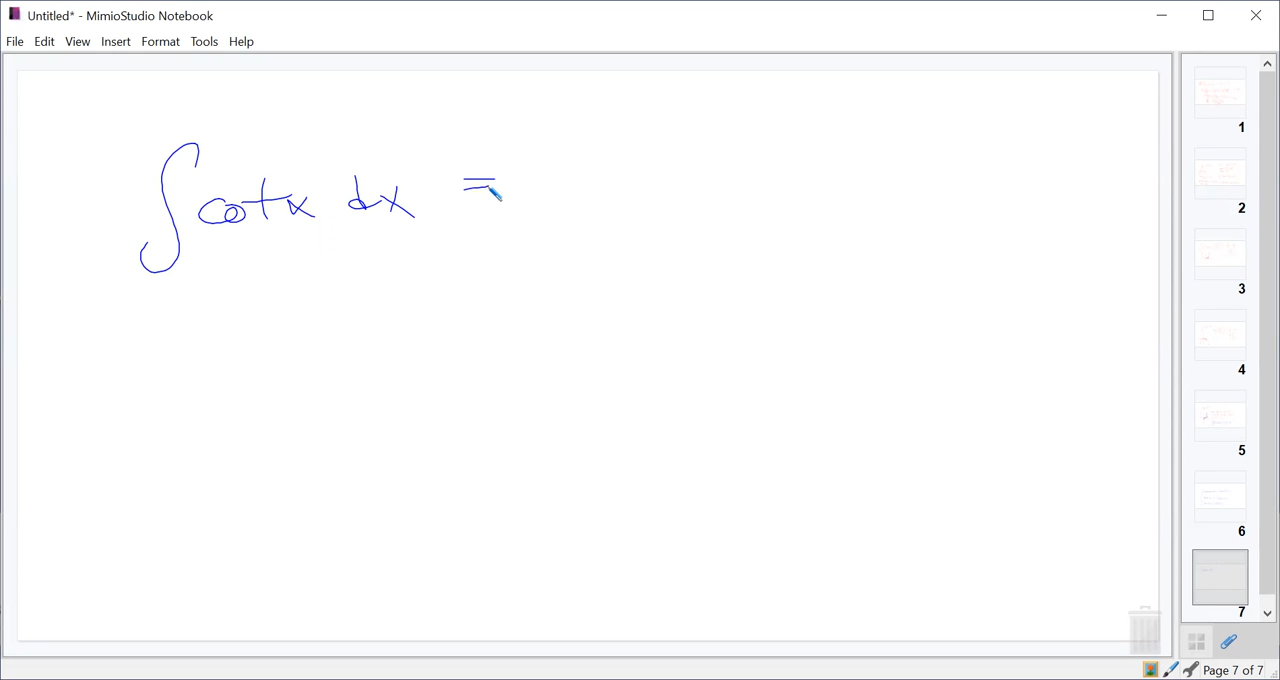 Untitled* - MimioStudio Notebook
File Edit View Insert Format Tools Help
∫ cot x dx =
1
2
3
4
5
6
7
Page 7 of 7